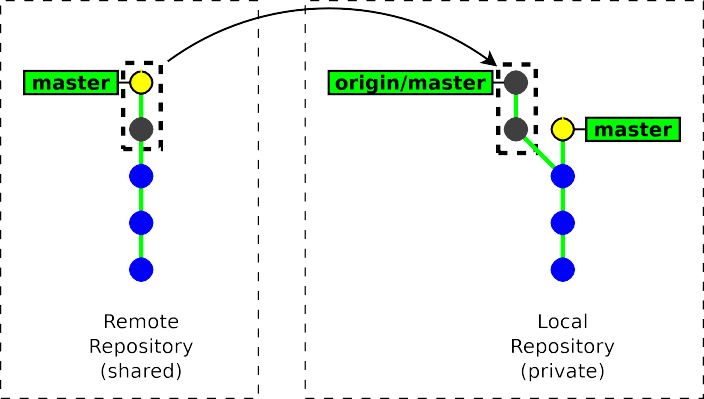 master
origin/master
master
Remote
Repository
(shared)
Local
Repository
(private)